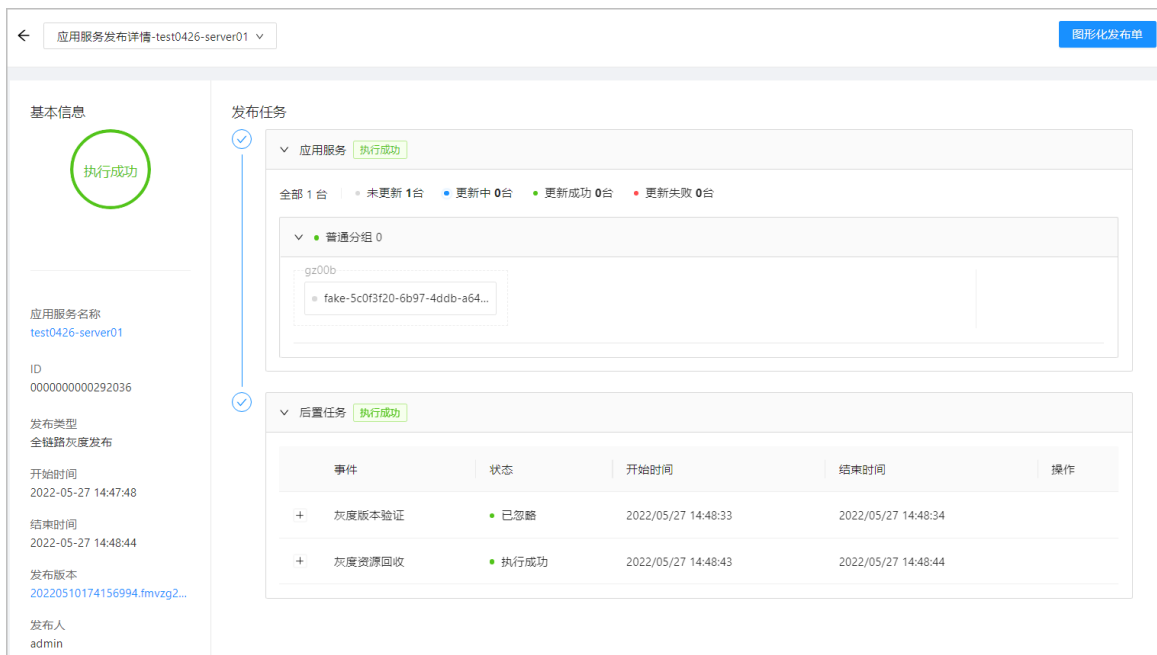 应用服务发布详情-test0426-server01
图形化发布单
基本信息
执行成功
应用服务名称
test0426-server01
ID
0000000000292036
发布类型
全链路灰度发布
开始时间
2022-05-27 14:47:48
结束时间
2022-05-27 14:48:44
发布版本
20220510174156994.fmvzg2...
发布人
admin
发布任务
应用服务 执行成功
全部 1 台 未更新 1台 更新中 0台 更新成功 0台 更新失败 0台
普通分组 0
gz00b
fake-5c0f3f20-6b97-4ddb-a64...
后置任务 执行成功
事件 状态 开始时间 结束时间 操作
灰度版本验证 已忽略 2022/05/27 14:48:33 2022/05/27 14:48:34
灰度资源回收 执行成功 2022/05/27 14:48:43 2022/05/27 14:48:44